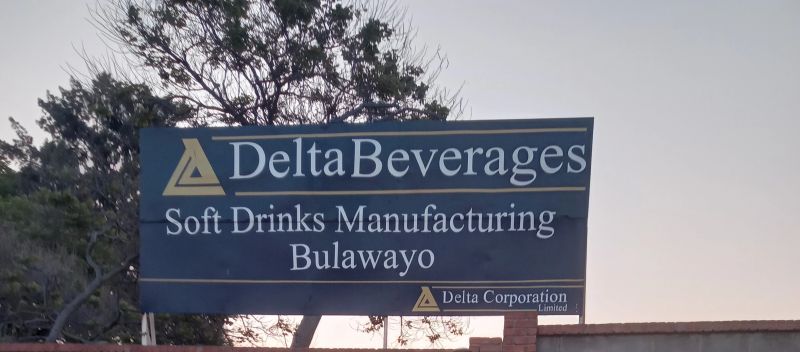 DeltaBeverages
Soft Drinks Manufacturing
Bulawayo
Delta Corporation
Limited